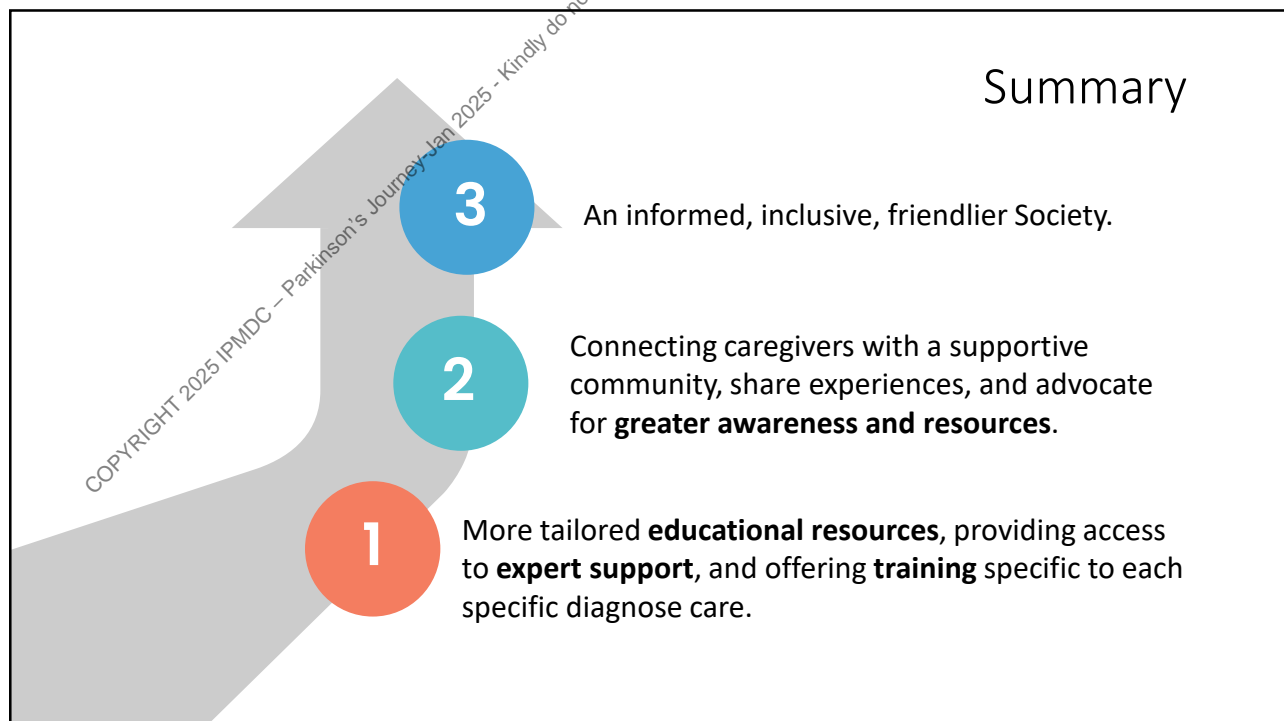 Summary
3
An informed, inclusive, friendlier Society.
2
Connecting caregivers with a supportive
community, share experiences, and advocate
for greater awareness and resources.
1
More tailored educational resources, providing access
to expert support, and offering training specific to each
specific diagnose care.
COPYRIGHT 2025 IPMDC – Parkinson's Journey-Jan 2025 - Kindly do no